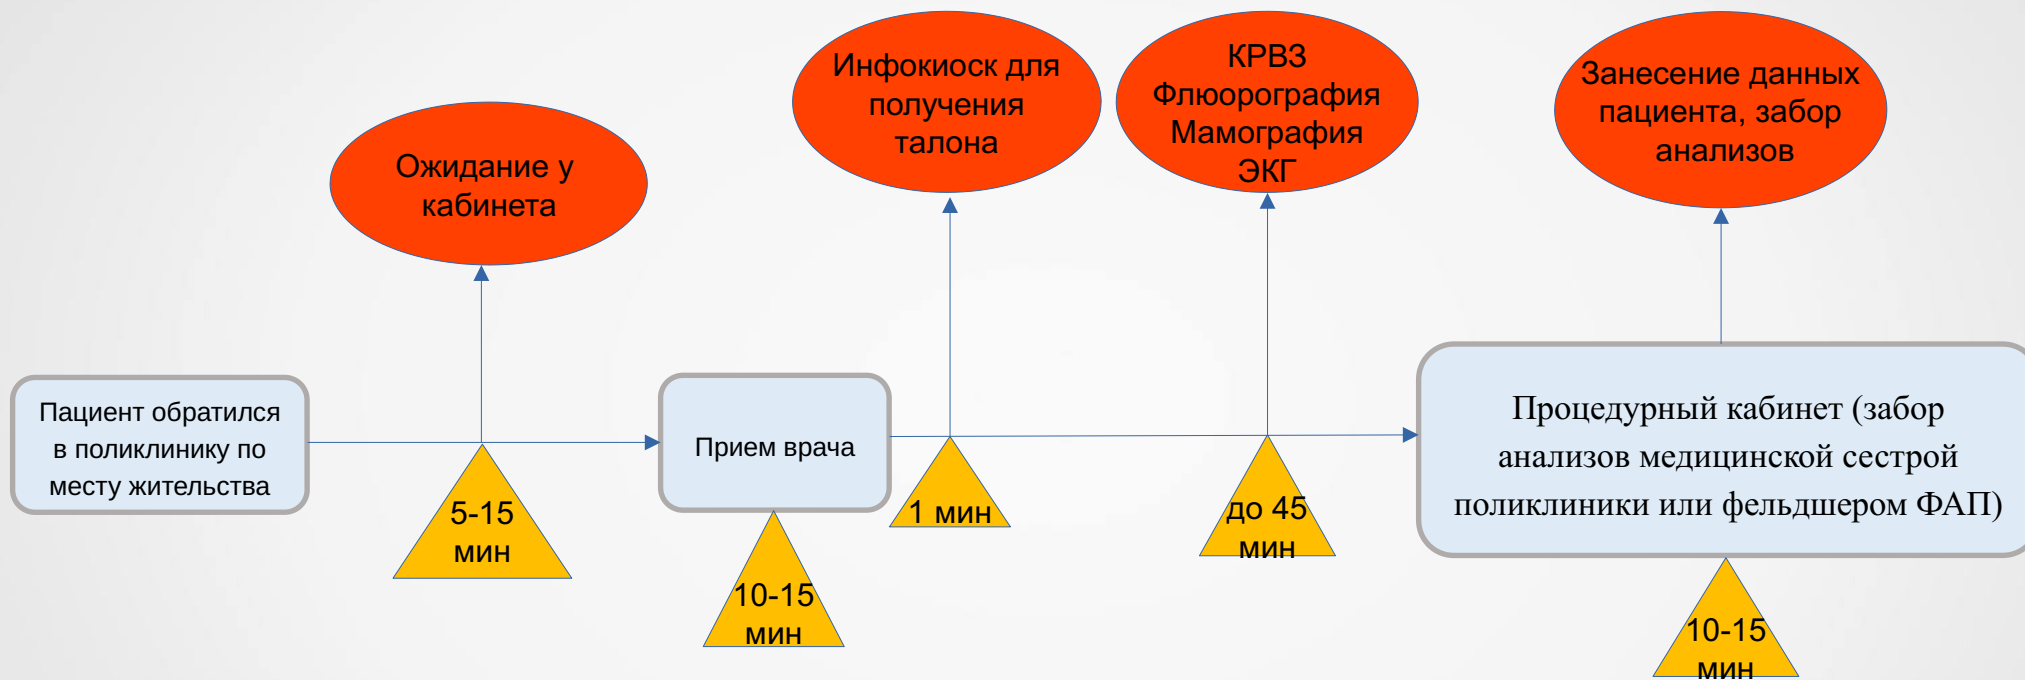 Ожидание у
кабинета
Инфокиоск для
получения
талона
КРВЗ
Флюорография
Мамография
ЭКГ
Занесение данных
пациента, забор
анализов
Пациент обратился
в поликлинику по
месту жительства
Прием врача
Процедурный кабинет (забор
анализов медицинской сестрой
поликлиники или фельдшером ФАП)
5-15
мин
10-15
мин
1 мин
до 45
мин
10-15
мин